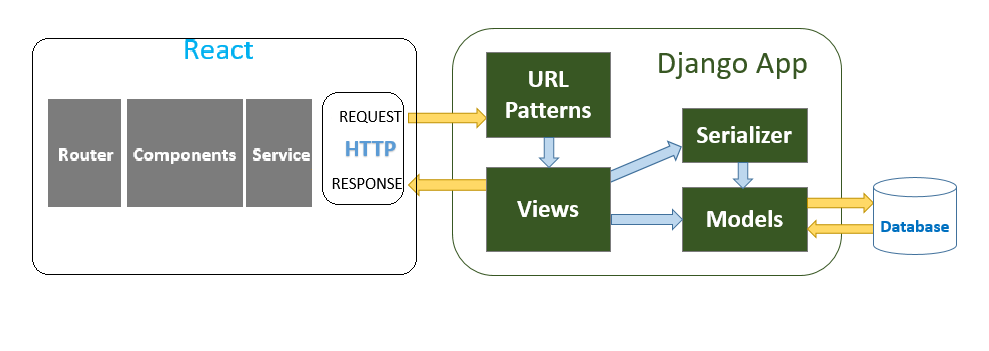 React
Router
Components
Service
REQUEST
HTTP
RESPONSE
Django App
URL
Patterns
Views
Serializer
Models
Database